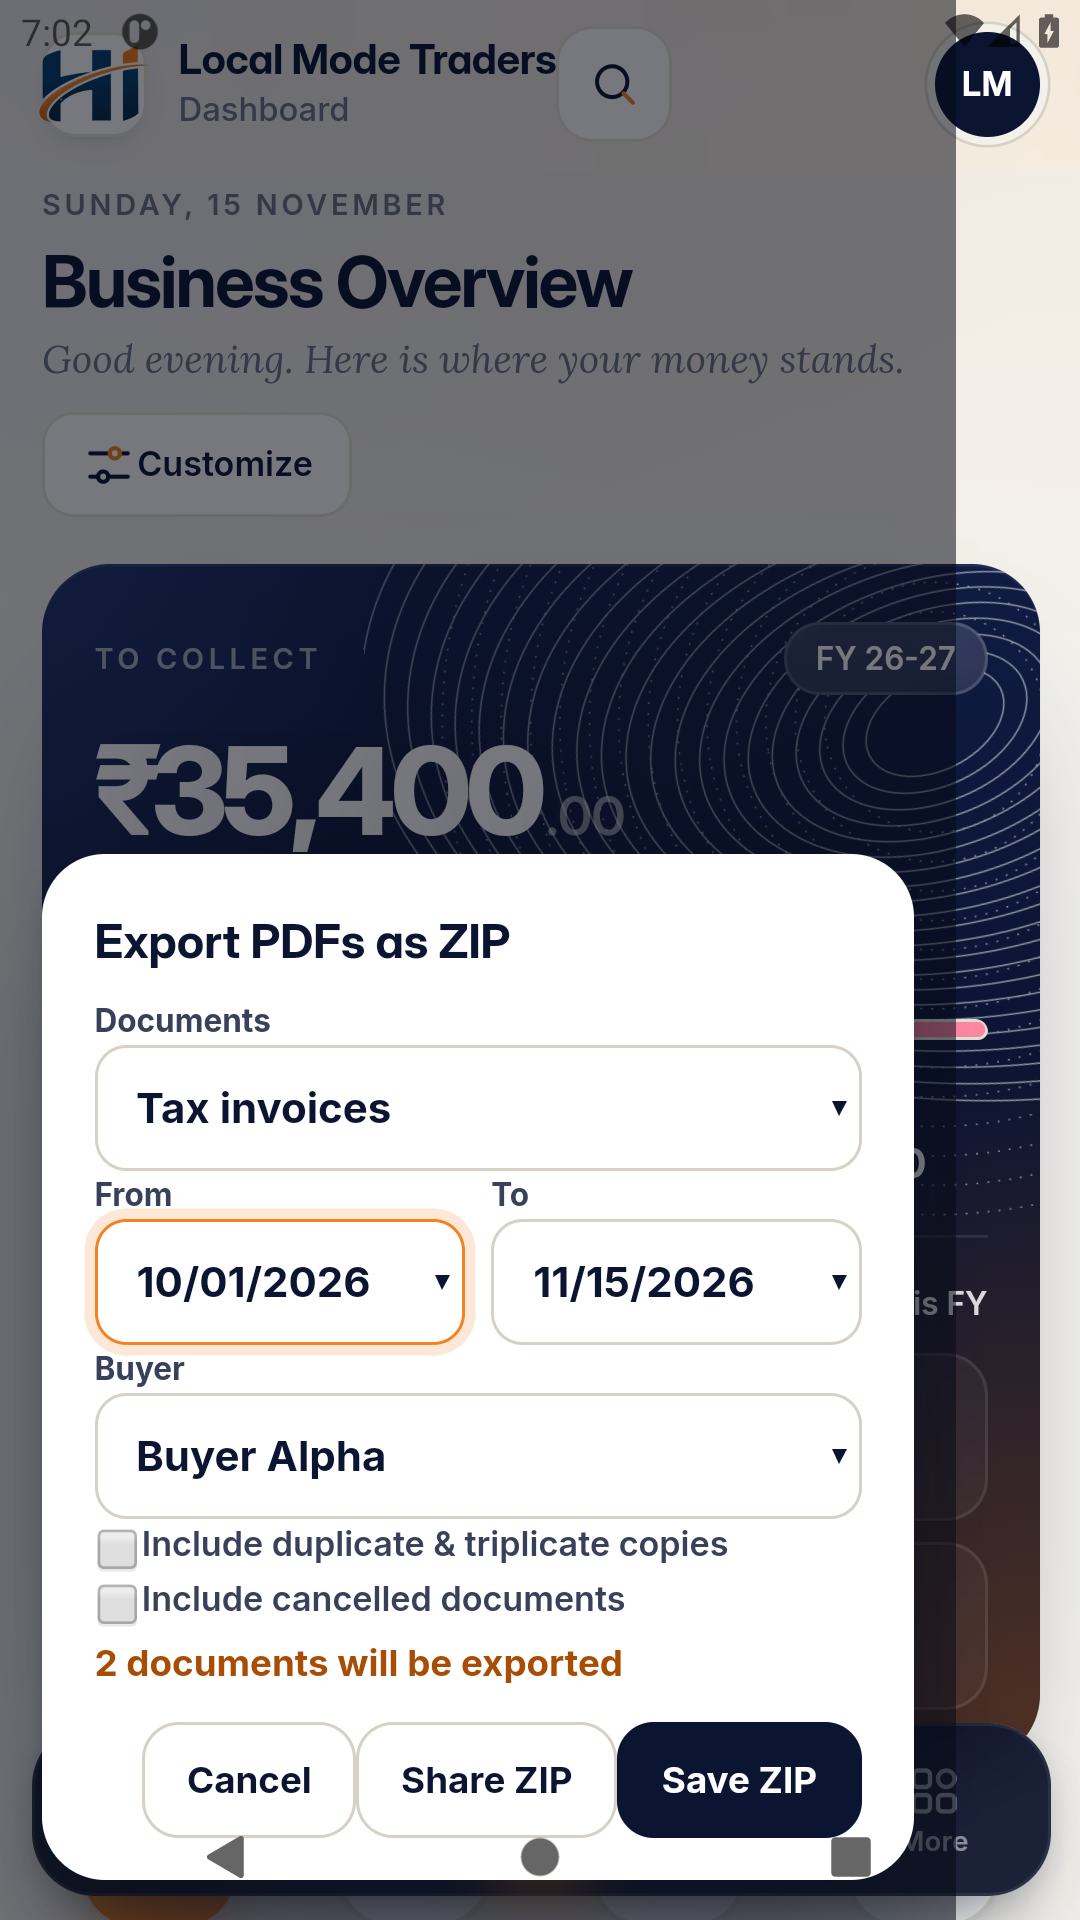 7:02
Hi
Local Mode Traders
Dashboard
LM
SUNDAY, 15 NOVEMBER
Business Overview
Good evening. Here is where your money stands.
Customize
TO COLLECT
FY 26-27
₹35,400.00
Export PDFs as ZIP
Documents
Tax invoices
From
To
10/01/2026
11/15/2026
is FY
Buyer
Buyer Alpha
Include duplicate & triplicate copies
Include cancelled documents
2 documents will be exported
Cancel
Share ZIP
Save ZIP
More